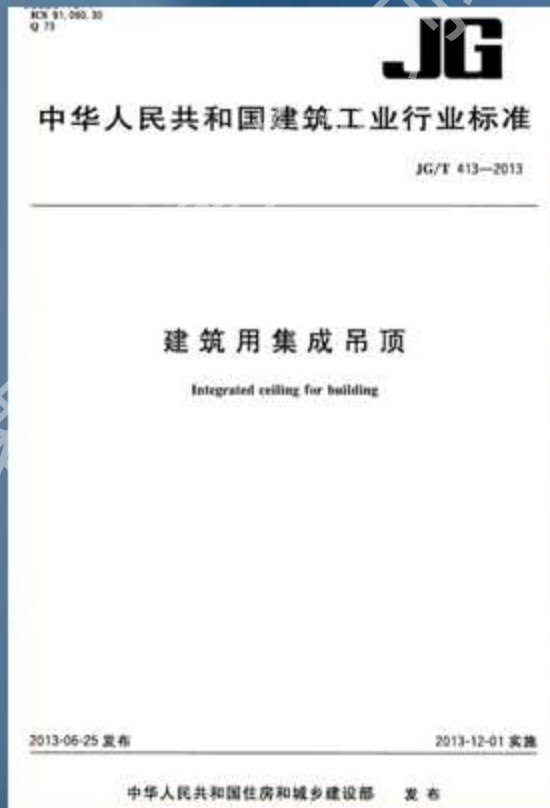 ICS 91.060.30
Q 73
JG
中华人民共和国建筑工业行业标准
JG/T 413—2013
建筑用集成吊顶
Integrated ceiling for building
2013-06-25 发布
2013-12-01 实施
中华人民共和国住房和城乡建设部 发布